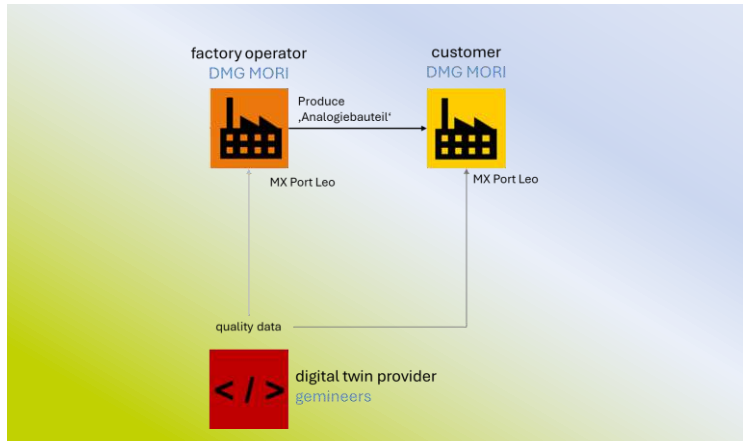 factory operator
DMG MORI
customer
DMG MORI
Produce
‚Analogiebauteil‘
MX Port Leo
MX Port Leo
quality data
</>
digital twin provider
gemineers